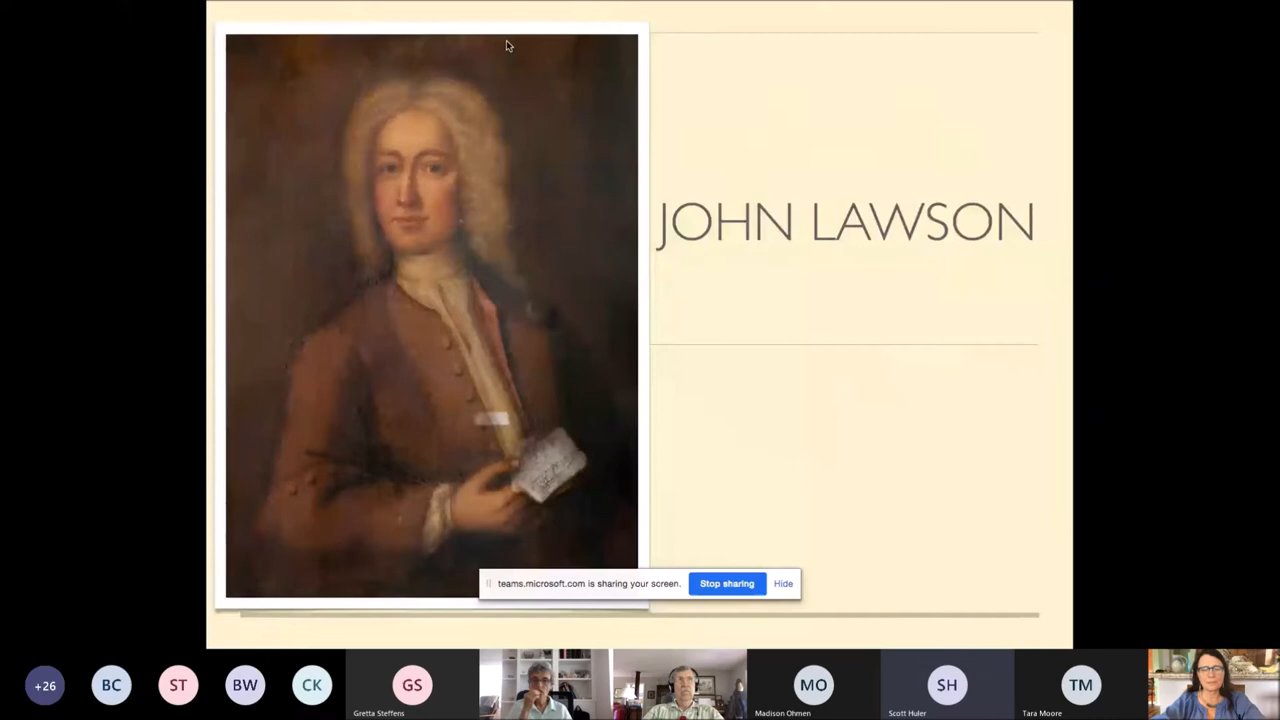 JOHN LAWSON
teams.microsoft.com is sharing your screen. Stop sharing Hide
+26 BC ST BW CK GS MO SH TM
Gretta Steffens Madison Ohmen Scott Huler Tara Moore